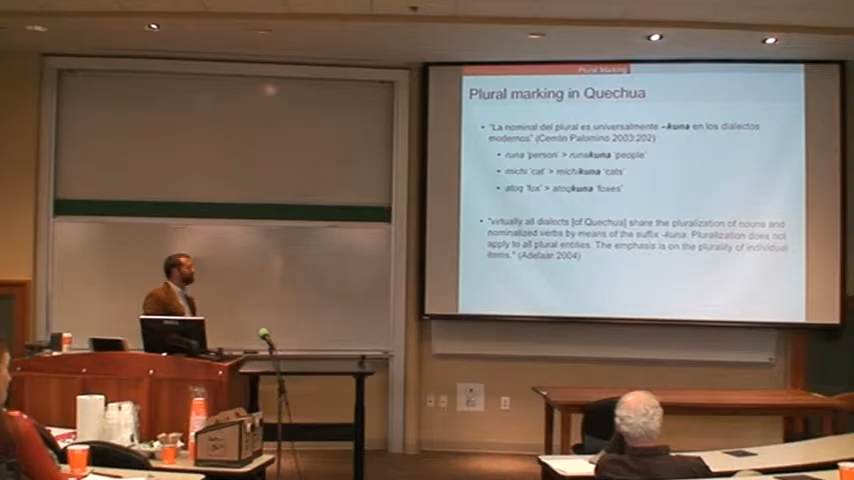 Plural Marking
Plural marking in Quechua
• "La nominal del plural es universalmente –kuna en los dialectos
modernos" (Cerrón Palomino 2003:202)
• runa 'person' > runakuna 'people'
• michi 'cat' > michikuna 'cats'
• atoq 'fox' > atoqkuna 'foxes'
• "virtually all dialects [of Quechua] share the pluralization of nouns and
nominalized verbs by means of the suffix -kuna. Pluralization does not
apply to all plural entities. The emphasis is on the plurality of individual
items." (Adelaar 2004)